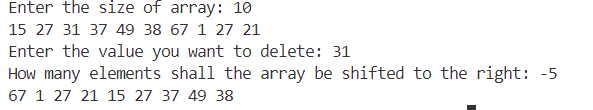 Enter the size of array: 10
15 27 31 37 49 38 67 1 27 21
Enter the value you want to delete: 31
How many elements shall the array be shifted to the right: -5
67 1 27 21 15 27 37 49 38